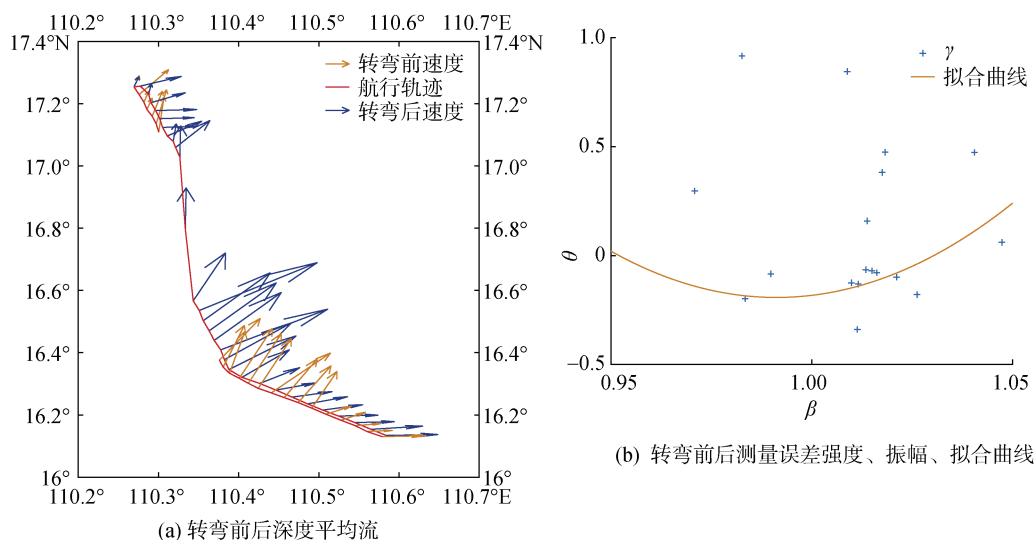 110.2° 110.3° 110.4° 110.5° 110.6° 110.7°E
17.4°N 17.4°N
转弯前速度
航行轨迹
转弯后速度
17.2° 17.2°
17.0° 17.0°
16.8° 16.8°
16.6° 16.6°
16.4° 16.4°
16.2° 16.2°
16° 16°
110.2° 110.3° 110.4° 110.5° 110.6° 110.7°E
(a) 转弯前后深度平均流
1.0
γ
拟合曲线
0.5
θ
0
−0.5
0.95 1.00 1.05
β
(b) 转弯前后测量误差强度、振幅、拟合曲线